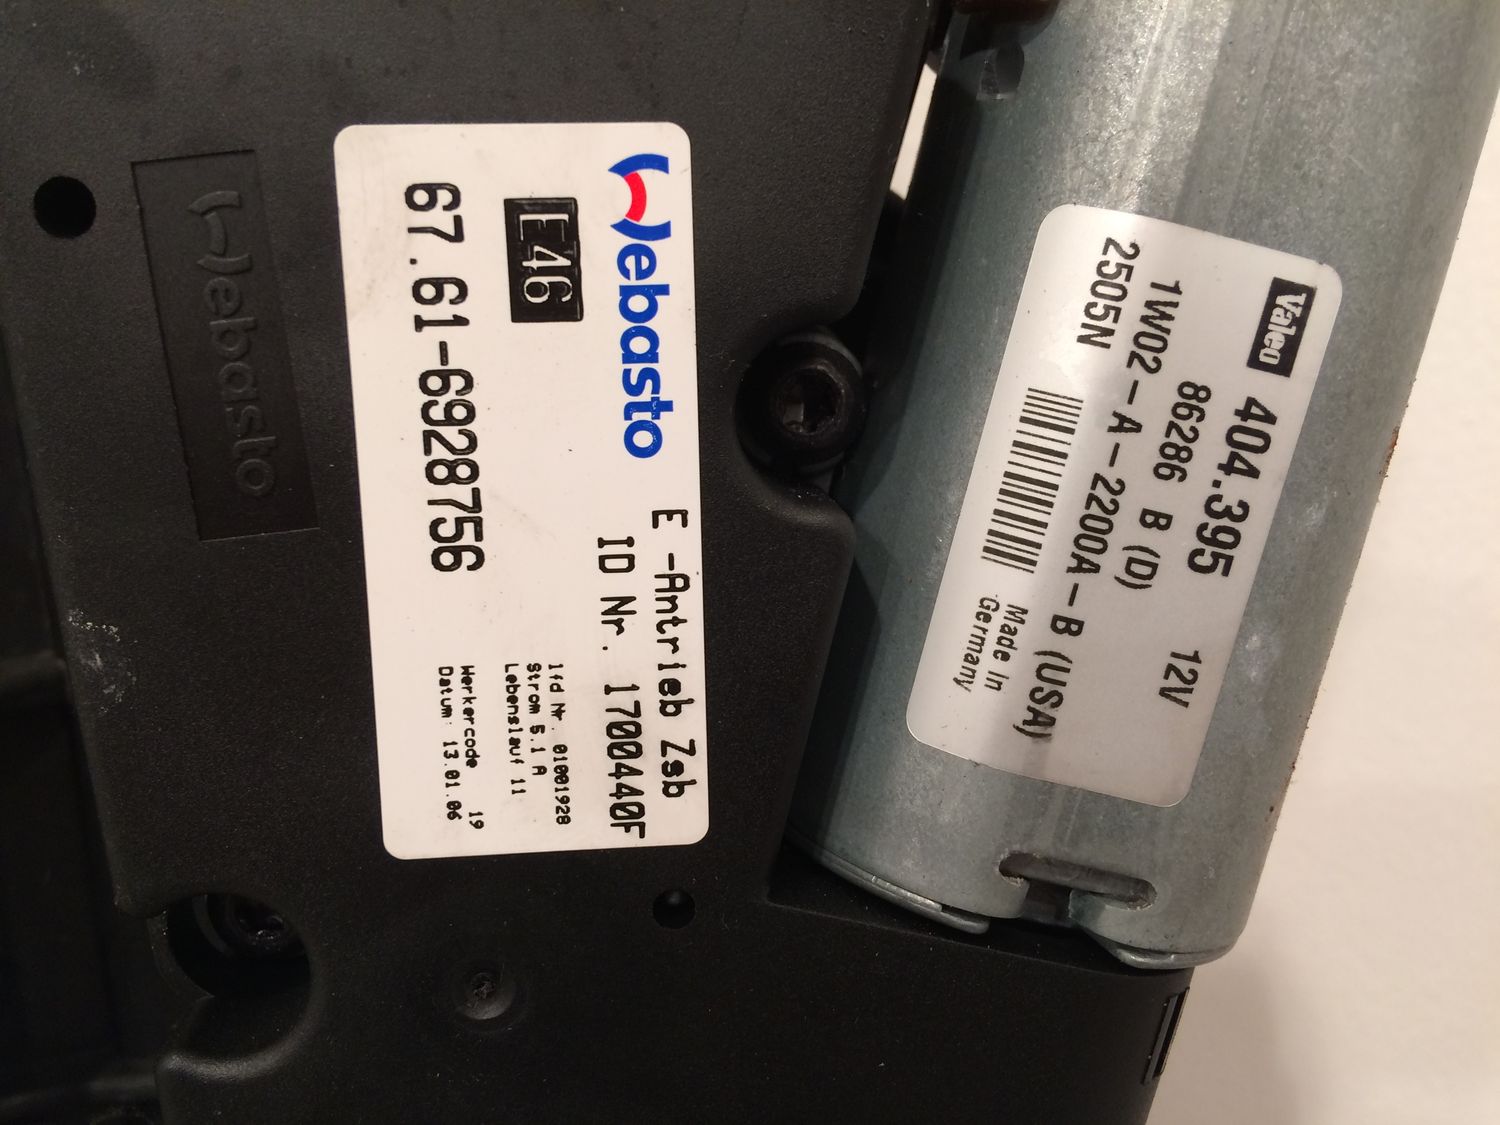 Webasto
Webasto
E -Antrieb Zsb
ID Nr. 1700440F
E46
lfd Nr. 01001928
Strom 5.1 A
Lebenslauf 11
67.61-6928756
Werkercode 19
Datum: 13.01.06
Valeo 404.395 12V
86286 B (D)
1W02-A-2200A-B (USA)
2505N
Made In
Germany